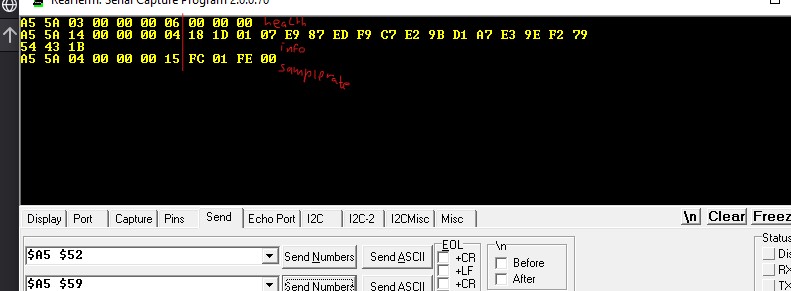 RealTerm: Serial Capture Program 2.0.0.70
A5 5A 03 00 00 00 06 00 00 00 health
A5 5A 14 00 00 00 04 18 1D 01 07 E9 87 ED F9 C7 E2 9B D1 A7 E3 9E F2 79
54 43 1B info
A5 5A 04 00 00 00 15 FC 01 FE 00
samplerate
Display Port Capture Pins Send Echo Port I2C I2C-2 I2CMisc Misc \n Clear Freez
EOL \n Status
$A5 $52 Send Numbers Send ASCII +CR Before Dis
+LF After RX
$A5 $59 Send Numbers Send ASCII +CR TX